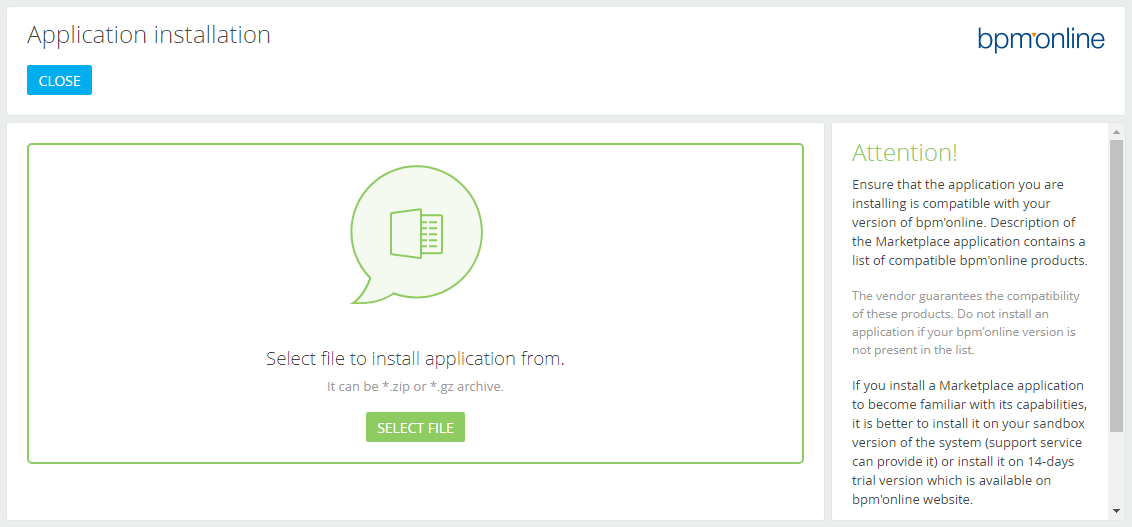 Application installation
bpm'online
CLOSE
Select file to install application from.
It can be *.zip or *.gz archive.
SELECT FILE
Attention!
Ensure that the application you are
installing is compatible with your
version of bpm'online. Description of
the Marketplace application contains a
list of compatible bpm'online products.
The vendor guarantees the compatibility
of these products. Do not install an
application if your bpm'online version is
not present in the list.
If you install a Marketplace application
to become familiar with its capabilities,
it is better to install it on your sandbox
version of the system (support service
can provide it) or install it on 14-days
trial version which is available on
bpm'online website.